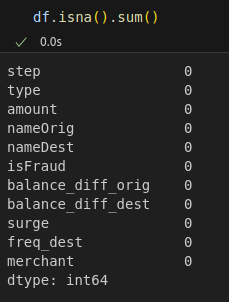 df.isna().sum()
0.0s
step 0
type 0
amount 0
nameOrig 0
nameDest 0
isFraud 0
balance_diff_orig 0
balance_diff_dest 0
surge 0
freq_dest 0
merchant 0
dtype: int64